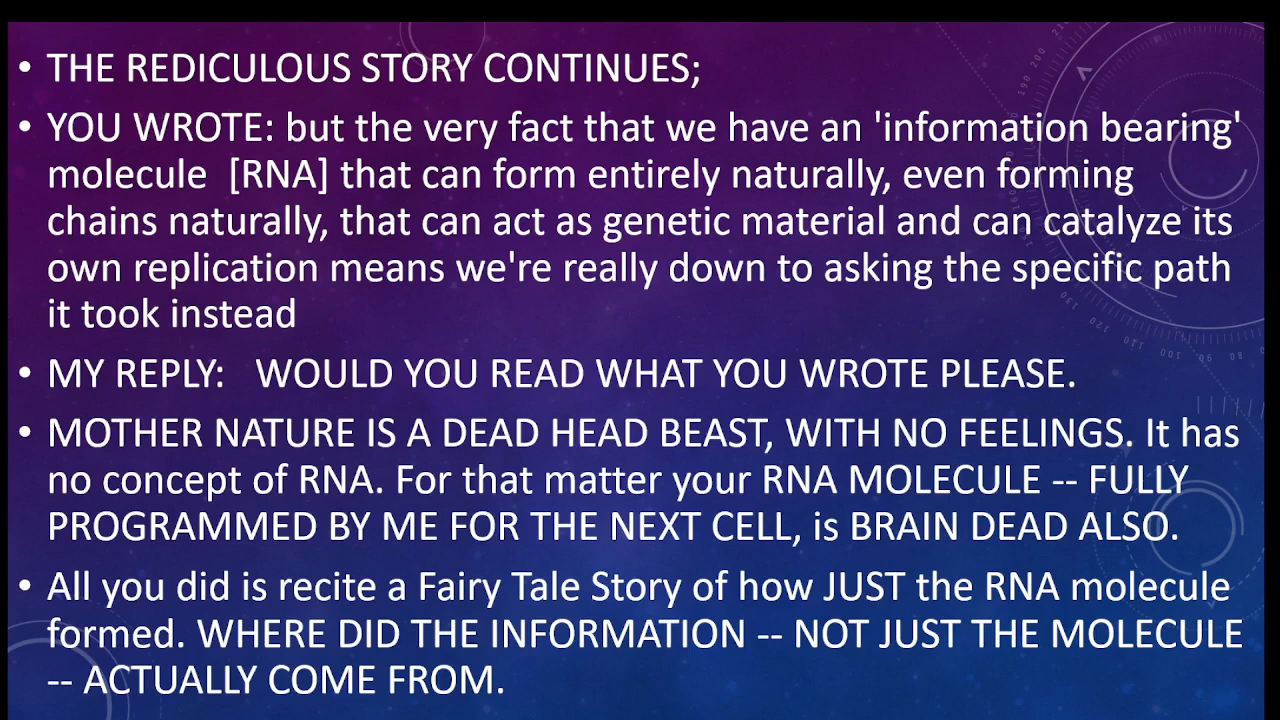 • THE REDICULOUS STORY CONTINUES;
• YOU WROTE: but the very fact that we have an 'information bearing'
molecule [RNA] that can form entirely naturally, even forming
chains naturally, that can act as genetic material and can catalyze its
own replication means we're really down to asking the specific path
it took instead
• MY REPLY: WOULD YOU READ WHAT YOU WROTE PLEASE.
• MOTHER NATURE IS A DEAD HEAD BEAST, WITH NO FEELINGS. It has
no concept of RNA. For that matter your RNA MOLECULE -- FULLY
PROGRAMMED BY ME FOR THE NEXT CELL, is BRAIN DEAD ALSO.
• All you did is recite a Fairy Tale Story of how JUST the RNA molecule
formed. WHERE DID THE INFORMATION -- NOT JUST THE MOLECULE
-- ACTUALLY COME FROM.